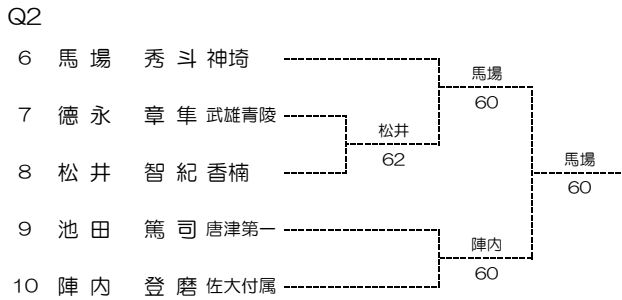 Q2
6 馬場 秀斗 神埼
馬場
60
7 德永 章隼 武雄青陵
松井
62
8 松井 智紀 香楠
馬場
60
9 池田 篤司 唐津第一
陣内
60
10 陣内 登磨 佐大付属